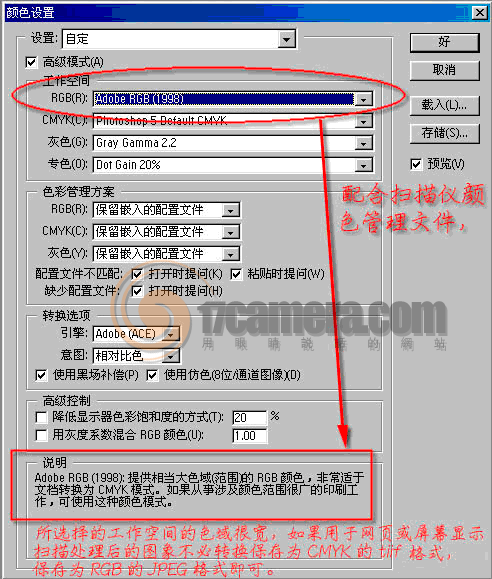 颜色设置
设置: 自定
好
高级模式(A)
取消
工作空间
RGB(R): Adobe RGB (1998)
载入(L)...
CMYK(L): Photoshop 5 Default CMYK
存储(S)...
灰色(G): Gray Gamma 2.2
预览(V)
专色(O): Dot Gain 20%
配合扫描仪颜
色管理文件,
色彩管理方案
RGB(R): 保留嵌入的配置文件
CMYK(C): 保留嵌入的配置文件
灰色(Y): 保留嵌入的配置文件
配置文件不匹配: 打开时提问(K) 粘贴时提问(W)
缺少配置文件: 打开时提问(H)
17camera.com
转换选项
引擎: Adobe (ACE)
意图: 相对比色
使用黑场补偿(P) 使用仿色(8位/通道图像)(D)
高级控制
降低显示器色彩饱和度的方式(T): 20 %
用灰度系数混合 RGB 颜色(U): 1.00
说明
Adobe RGB (1998): 提供相当大色域(范围)的 RGB 颜色，非常适于
文档转换为 CMYK 模式。如果从事涉及颜色范围很广的印刷工
作，可使用这种颜色模式。
所选择的工作空间的色域很宽，如果用于网页或屏幕显示
扫描处理后的图象不必转换保存为CMYK的tiff格式，
保存为RGB的JPEG格式即可。